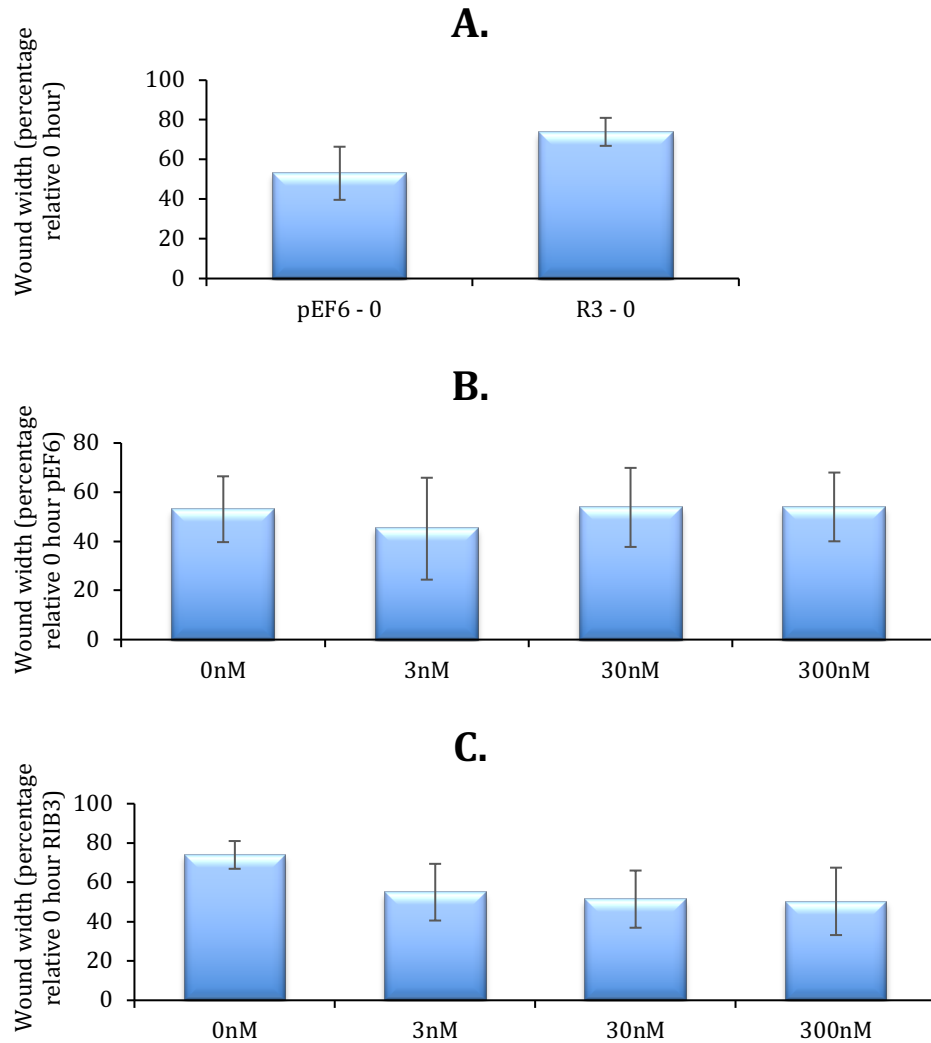 A.
Wound width (percentage
relative 0 hour)
100
80
60
40
20
0
pEF6 - 0
R3 - 0
B.
Wound width (percentage
relative 0 hour pEF6)
80
60
40
20
0
0nM
3nM
30nM
300nM
C.
Wound width (percentage
relative 0 hour RIB3)
100
80
60
40
20
0
0nM
3nM
30nM
300nM